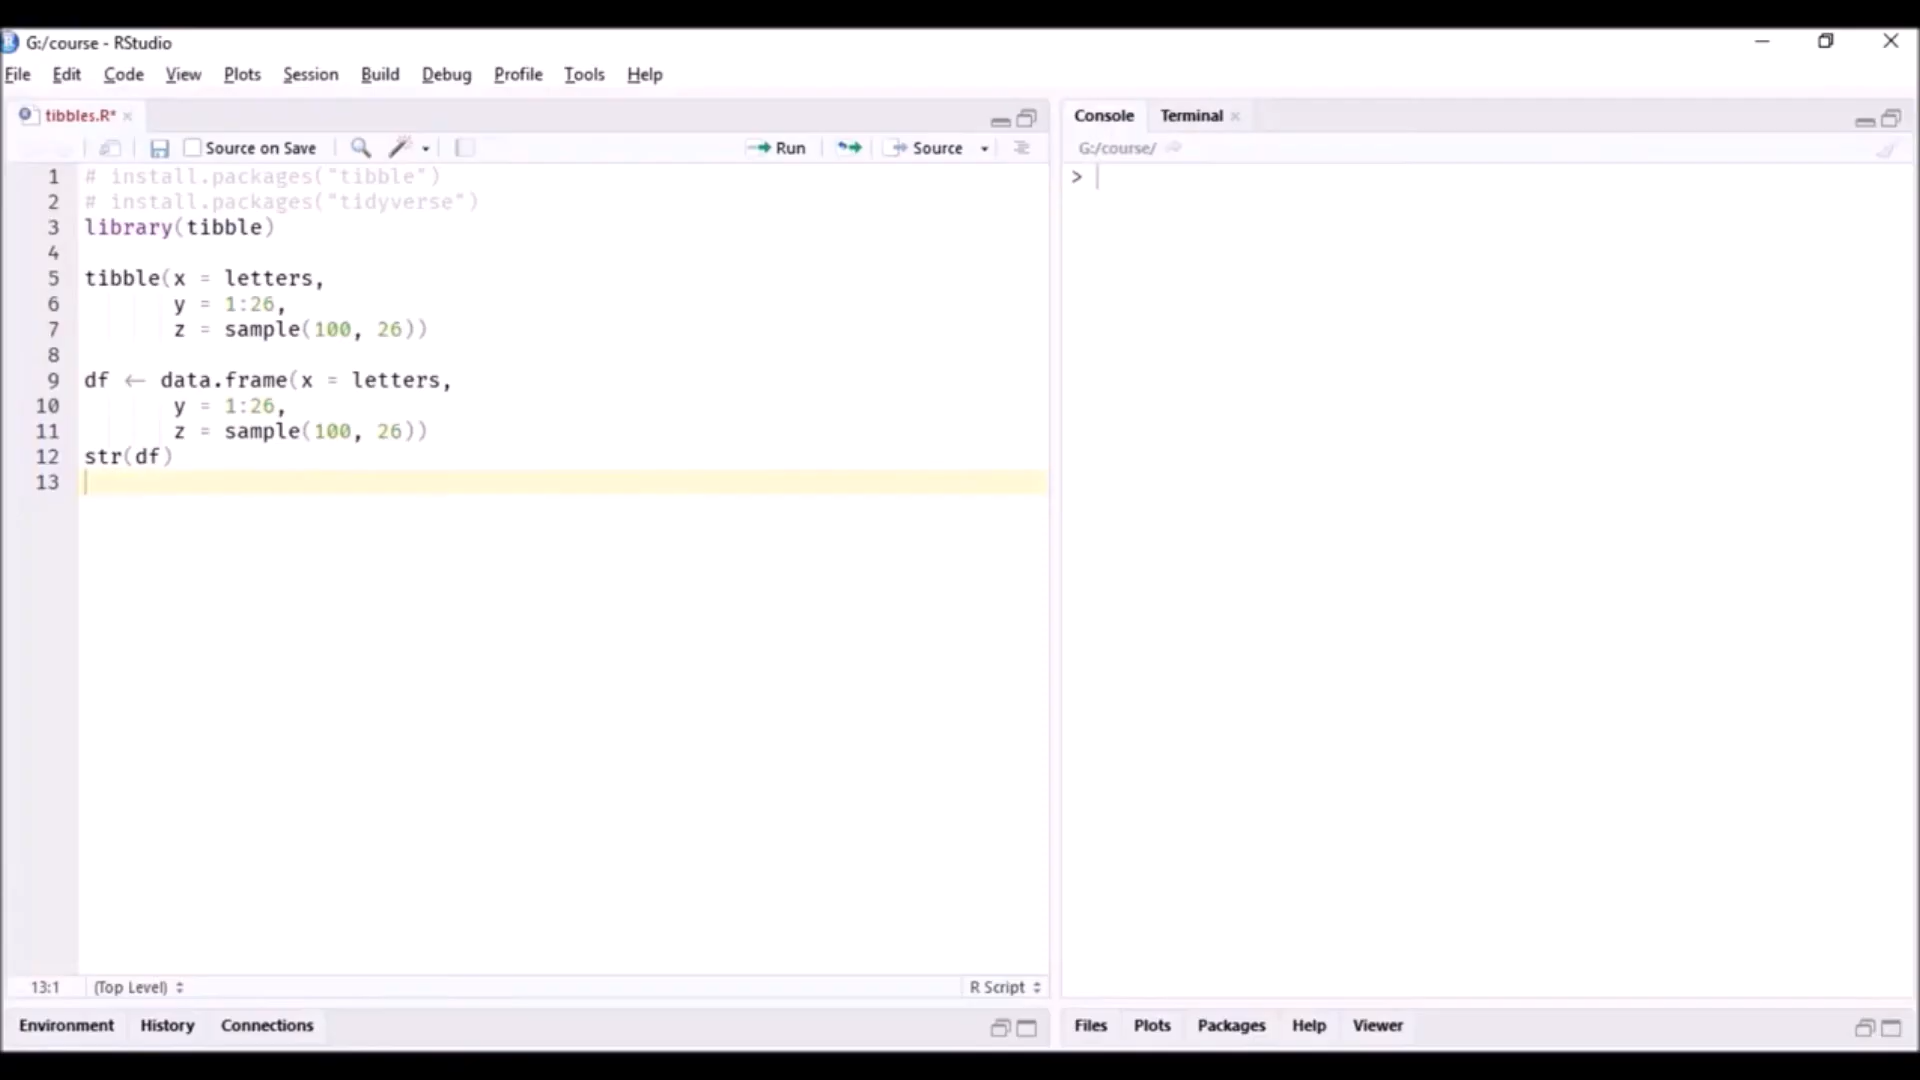 G:/course - RStudio
File Edit Code View Plots Session Build Debug Profile Tools Help
tibbles.R*
Source on Save Run Source
1 # install.packages("tibble")
2 # install.packages("tidyverse")
3 library(tibble)
4
5 tibble(x = letters,
6 y = 1:26,
7 z = sample(100, 26))
8
9 df ← data.frame(x = letters,
10 y = 1:26,
11 z = sample(100, 26))
12 str(df)
13
13:1 (Top Level) R Script
Environment History Connections
Console Terminal
G:/course/
>
Files Plots Packages Help Viewer